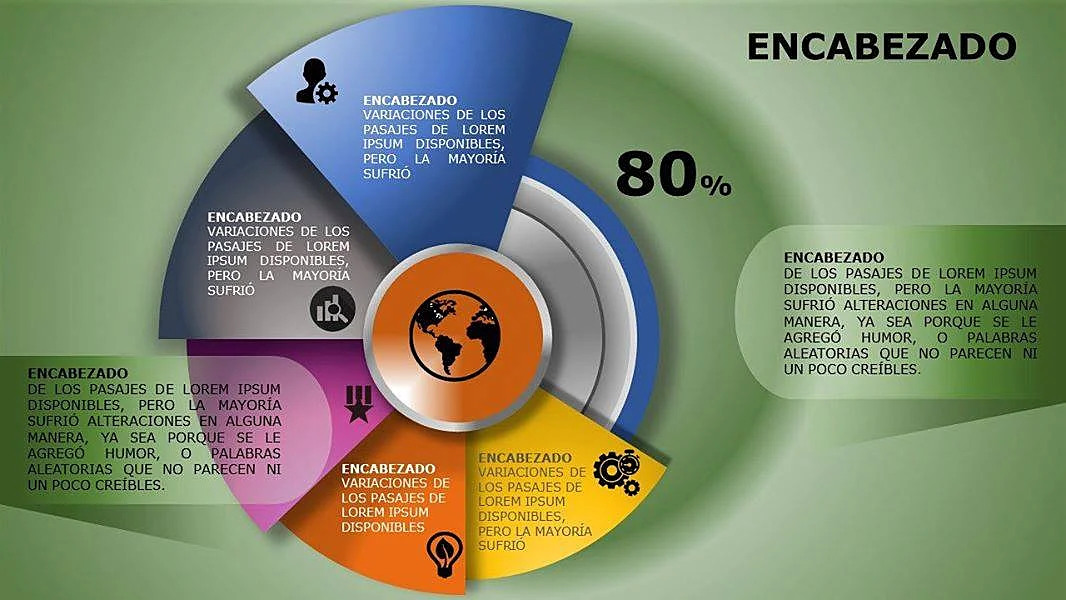 ENCABEZADO
ENCABEZADO
VARIACIONES DE LOS
PASAJES DE LOREM
IPSUM DISPONIBLES,
PERO LA MAYORÍA
SUFRIÓ
80%
ENCABEZADO
VARIACIONES DE LOS
PASAJES DE LOREM
IPSUM DISPONIBLES,
PERO LA MAYORÍA
SUFRIÓ
ENCABEZADO
DE LOS PASAJES DE LOREM IPSUM
DISPONIBLES, PERO LA MAYORÍA
SUFRIÓ ALTERACIONES EN ALGUNA
MANERA, YA SEA PORQUE SE LE
AGREGÓ HUMOR, O PALABRAS
ALEATORIAS QUE NO PARECEN NI
UN POCO CREÍBLES.
ENCABEZADO
DE LOS PASAJES DE LOREM IPSUM
DISPONIBLES, PERO LA MAYORÍA
SUFRIÓ ALTERACIONES EN ALGUNA
MANERA, YA SEA PORQUE SE LE
AGREGÓ HUMOR, O PALABRAS
ALEATORIAS QUE NO PARECEN NI
UN POCO CREÍBLES.
ENCABEZADO
VARIACIONES DE
LOS PASAJES DE
LOREM IPSUM
DISPONIBLES
ENCABEZADO
VARIACIONES DE
LOS PASAJES DE
LOREM IPSUM
DISPONIBLES,
PERO LA MAYORÍA
SUFRIÓ